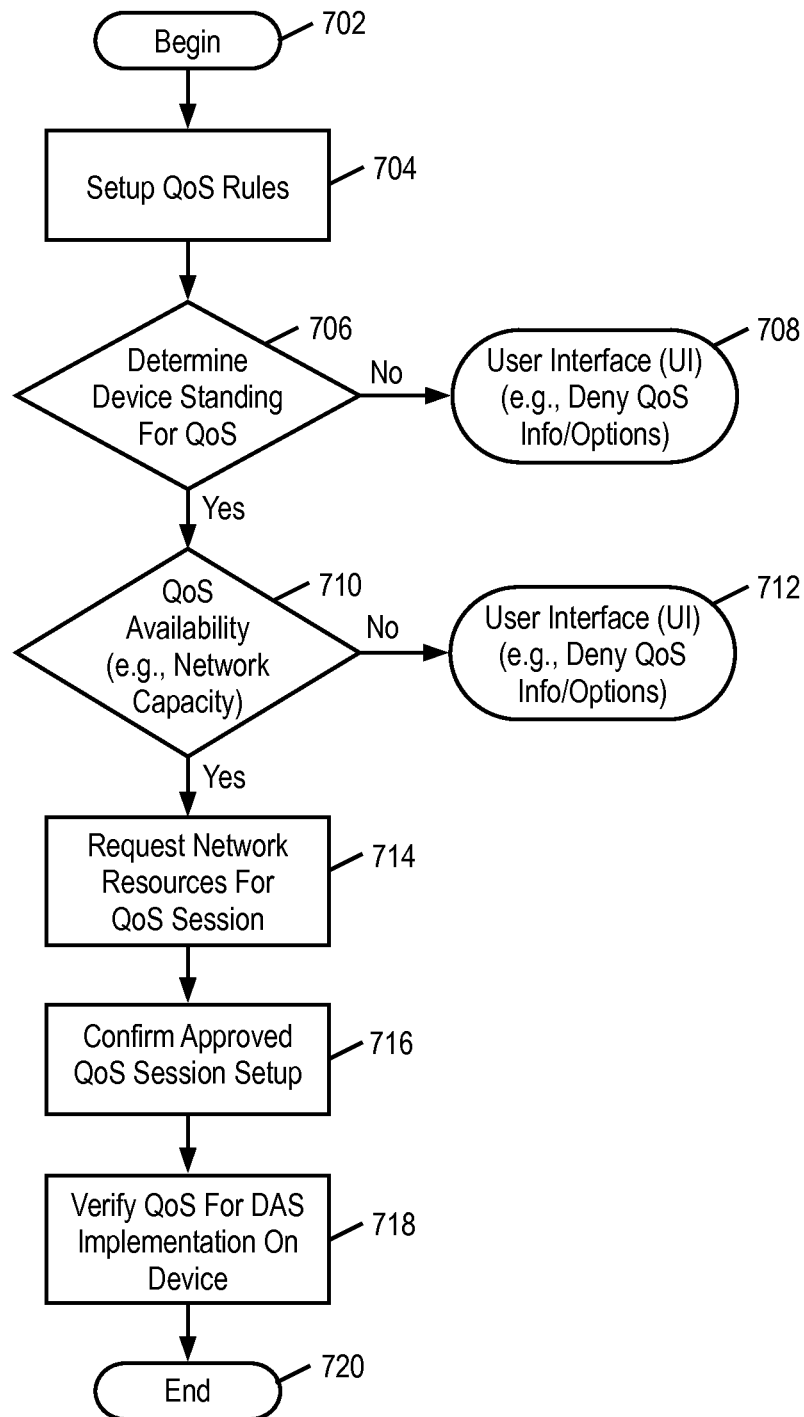 Begin
702
Setup QoS Rules
704
Determine
Device Standing
For QoS
706
No
User Interface (UI)
(e.g., Deny QoS
Info/Options)
708
Yes
QoS
Availability
(e.g., Network
Capacity)
710
No
User Interface (UI)
(e.g., Deny QoS
Info/Options)
712
Yes
Request Network
Resources For
QoS Session
714
Confirm Approved
QoS Session Setup
716
Verify QoS For DAS
Implementation On
Device
718
End
720